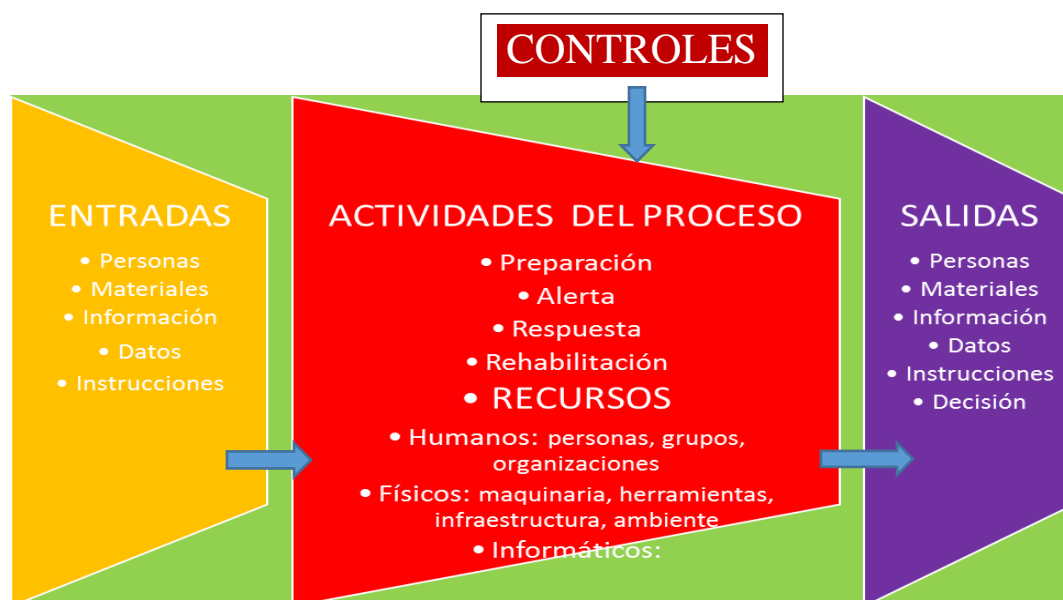 CONTROLES
ENTRADAS
• Personas
• Materiales
• Información
• Datos
• Instrucciones
ACTIVIDADES DEL PROCESO
• Preparación
• Alerta
• Respuesta
• Rehabilitación
• RECURSOS
• Humanos: personas, grupos,
organizaciones
• Físicos: maquinaria, herramientas,
infraestructura, ambiente
• Informáticos:
SALIDAS
• Personas
• Materiales
• Información
• Datos
• Instrucciones
• Decisión